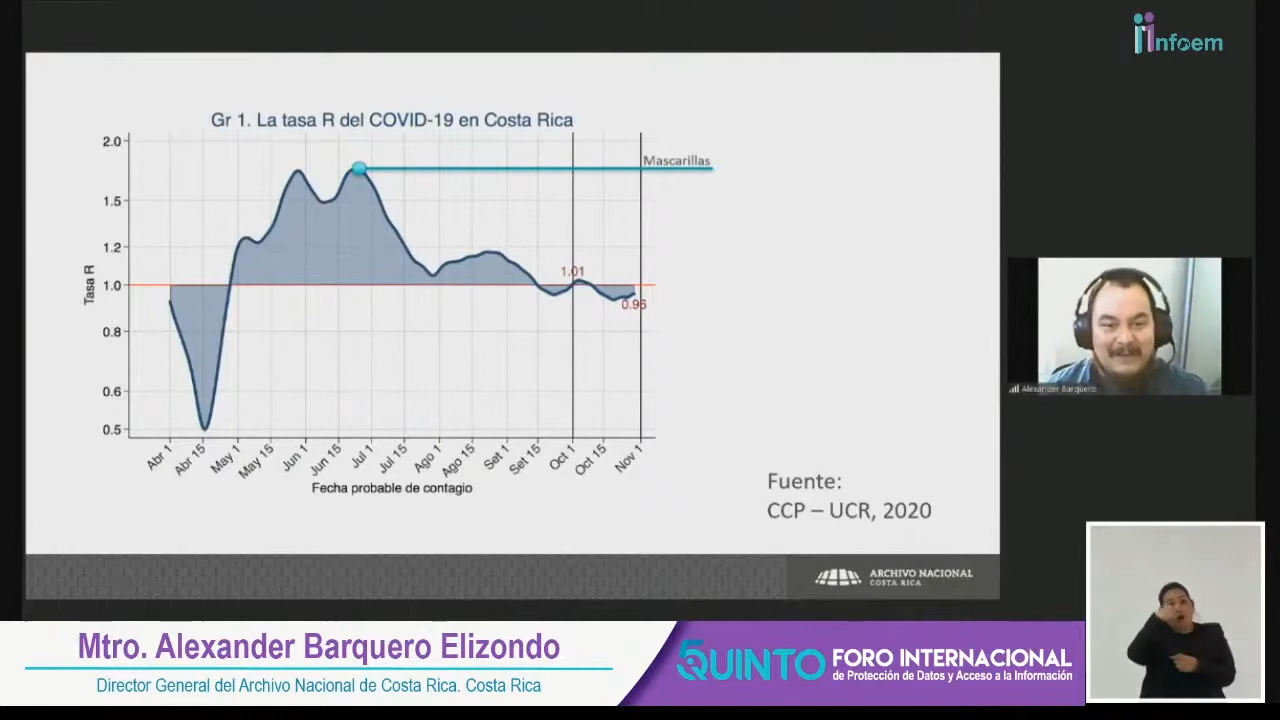 infoem
Gr 1. La tasa R del COVID-19 en Costa Rica
2.0
1.5
1.2
1.0
0.8
0.6
0.5
Tasa R
Mascarillas
1.01
0.96
Abr 1
Abr 15
May 1
May 15
Jun 1
Jun 15
Jul 1
Jul 15
Ago 1
Ago 15
Set 1
Set 15
Oct 1
Oct 15
Nov 1
Fecha probable de contagio
Fuente:
CCP – UCR, 2020
ARCHIVO NACIONAL
COSTA RICA
Alexander Barquero
Mtro. Alexander Barquero Elizondo
Director General del Archivo Nacional de Costa Rica. Costa Rica
5QUINTO
FORO INTERNACIONAL
de Protección de Datos y Acceso a la Información